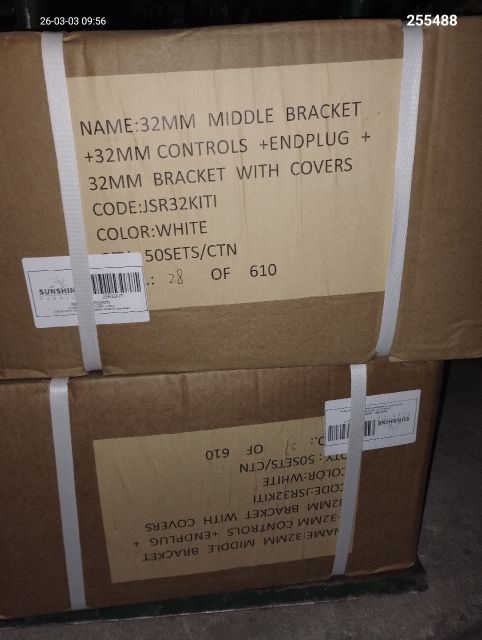 26-03-03 09:56
255488
NAME:32MM MIDDLE BRACKET
+32MM CONTROLS +ENDPLUG +
32MM BRACKET WITH COVERS
CODE:JSR32KITI
COLOR:WHITE
50SETS/CTN
.: 28 OF 610
SUNSHINE
JSR32KITI
SUNSHINE
OF 610
QTY: 50SETS/CTN
COLOR:WHITE
CODE:JSR32KITI
32MM BRACKET WITH COVERS
+32MM CONTROLS +ENDPLUG +
NAME:32MM MIDDLE BRACKET